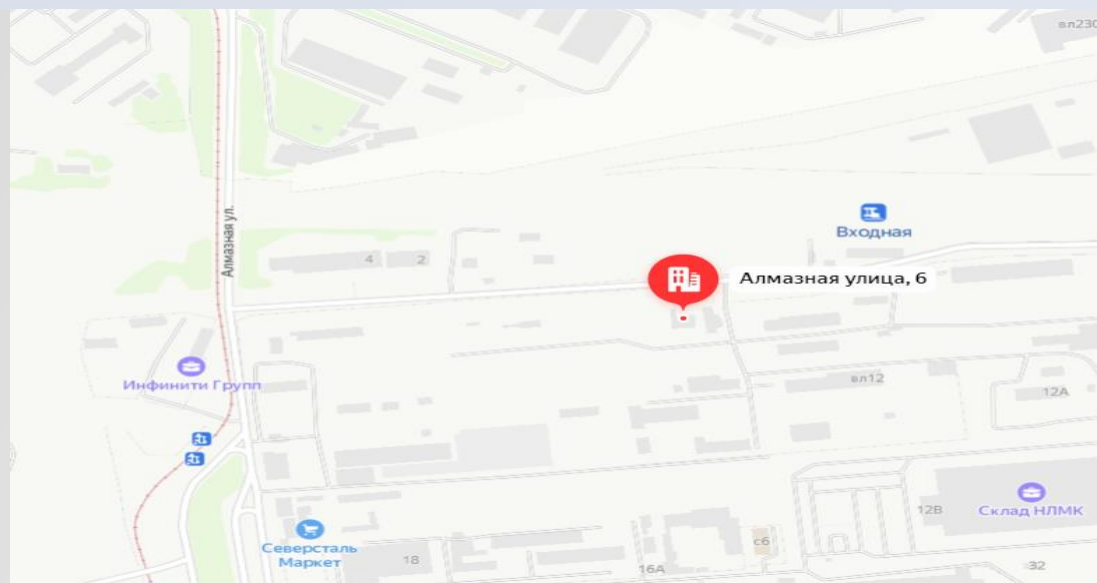 вл230
Алмазная ул.
Входная
4
2
Алмазная улица, 6
Инфинити Групп
вл12
12А
12В
Склад НЛМК
Северсталь
Маркет
18
с6
16А
32